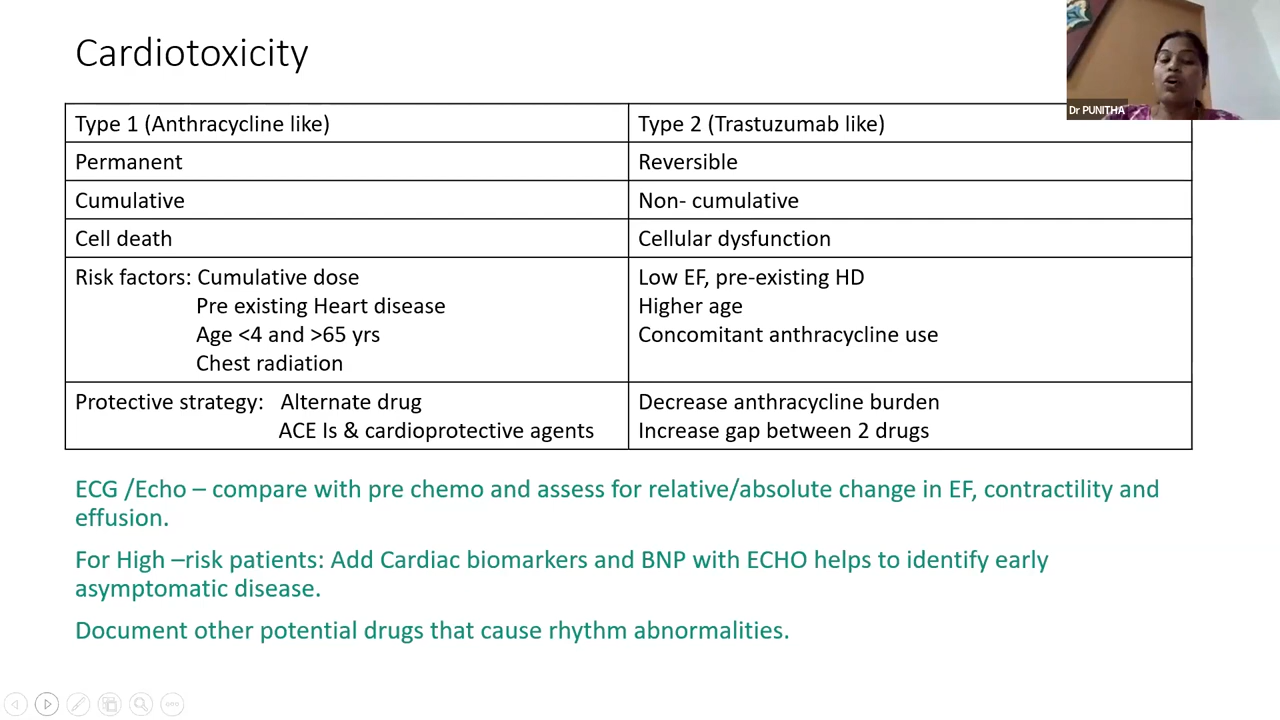 Cardiotoxicity
Dr PUNITHA
Type 1 (Anthracycline like)
Type 2 (Trastuzumab like)
Permanent
Reversible
Cumulative
Non- cumulative
Cell death
Cellular dysfunction
Risk factors: Cumulative dose
Pre existing Heart disease
Age <4 and >65 yrs
Chest radiation
Low EF, pre-existing HD
Higher age
Concomitant anthracycline use
Protective strategy: Alternate drug
ACE Is & cardioprotective agents
Decrease anthracycline burden
Increase gap between 2 drugs
ECG /Echo – compare with pre chemo and assess for relative/absolute change in EF, contractility and
effusion.
For High –risk patients: Add Cardiac biomarkers and BNP with ECHO helps to identify early
asymptomatic disease.
Document other potential drugs that cause rhythm abnormalities.